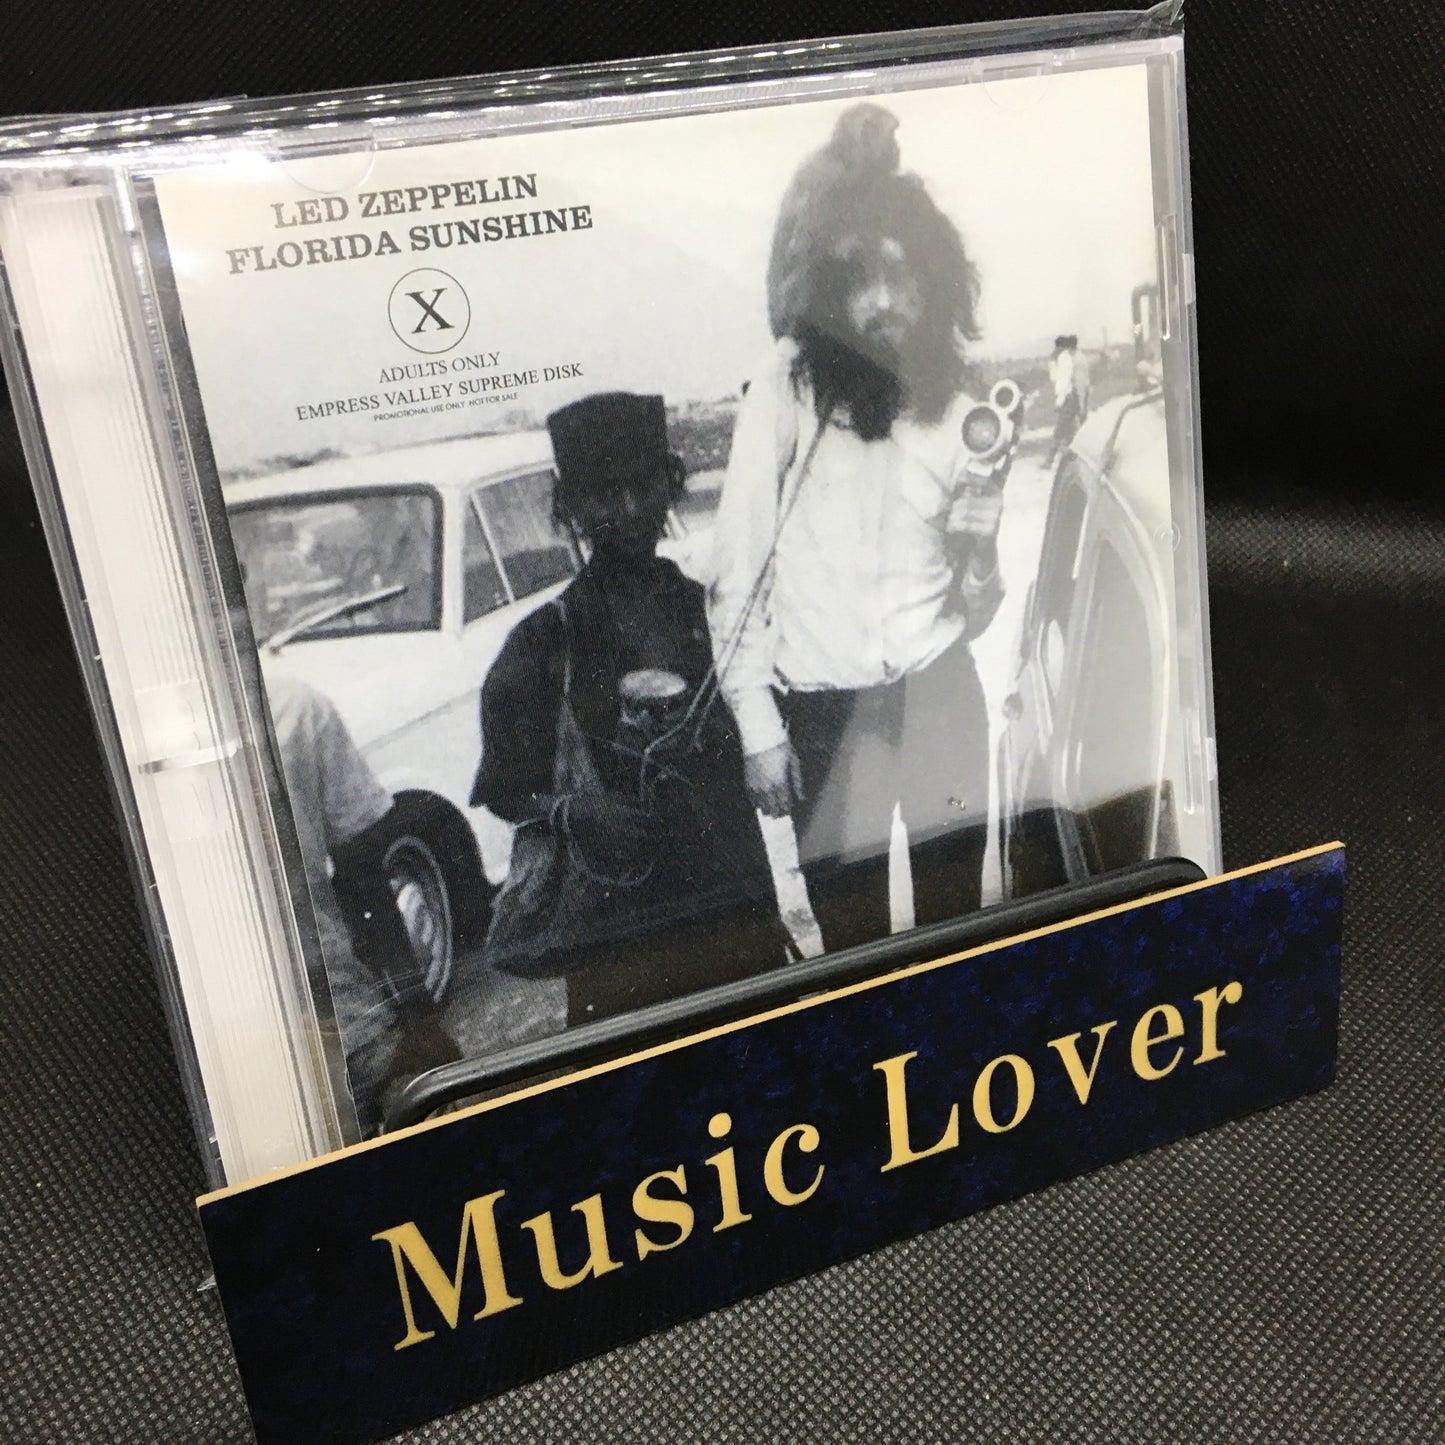 LED ZEPPELIN
FLORIDA SUNSHINE
X
ADULTS ONLY
EMPRESS VALLEY SUPREME DISK
PROMOTIONAL USE ONLY NOT FOR SALE
Music Lover